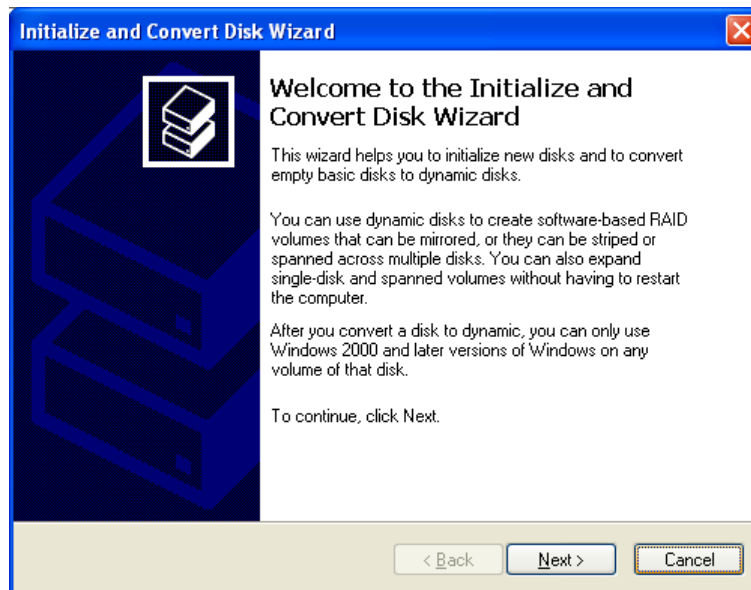 Initialize and Convert Disk Wizard
Welcome to the Initialize and
Convert Disk Wizard
This wizard helps you to initialize new disks and to convert
empty basic disks to dynamic disks.
You can use dynamic disks to create software-based RAID
volumes that can be mirrored, or they can be striped or
spanned across multiple disks. You can also expand
single-disk and spanned volumes without having to restart
the computer.
After you convert a disk to dynamic, you can only use
Windows 2000 and later versions of Windows on any
volume of that disk.
To continue, click Next.
< Back
Next >
Cancel